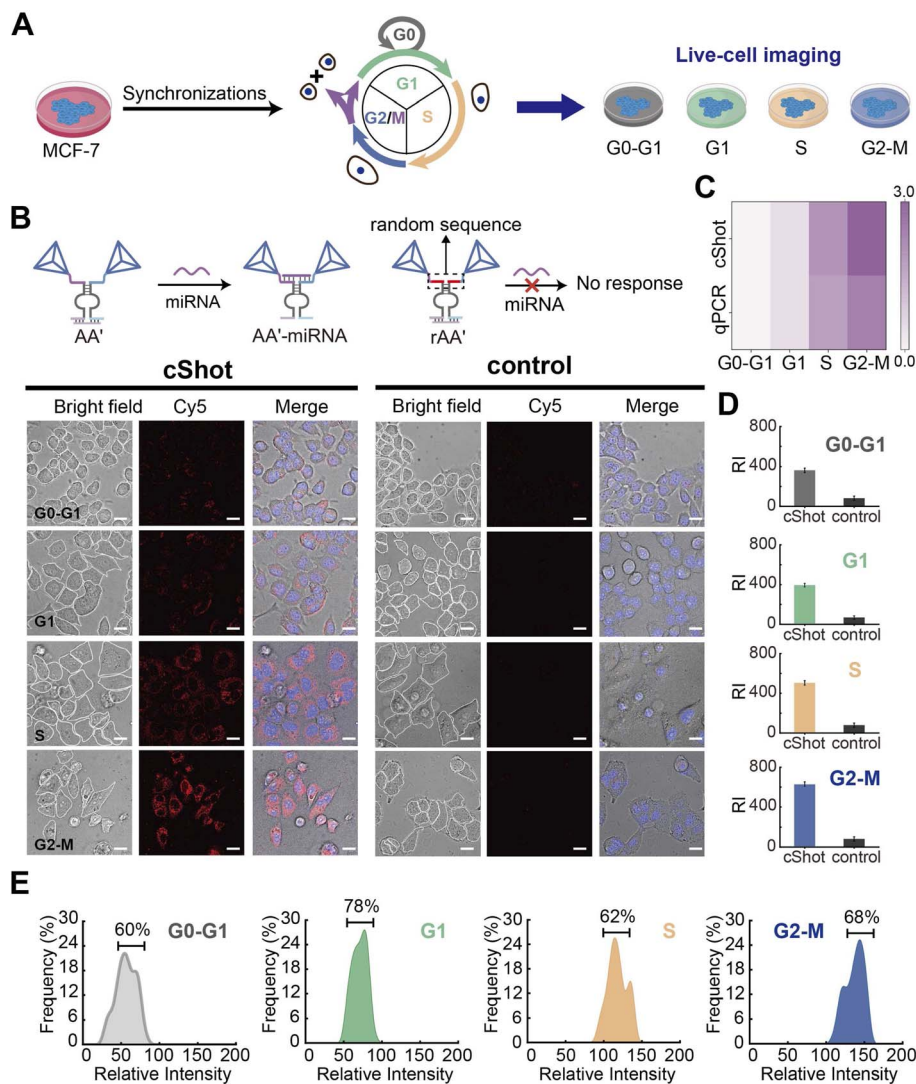 A
MCF-7
Synchronizations
G0
G1
G2/M
S
Live-cell imaging
G0-G1
G1
S
G2-M
B
AA'
miRNA
AA'-miRNA
random sequence
rAA'
miRNA
No response
C
cShot
qPCR
G0-G1
G1
S
G2-M
3.0
0.0
cShot
control
Bright field
Cy5
Merge
Bright field
Cy5
Merge
G0-G1
G1
S
G2-M
D
G0-G1
RI
800
400
0
cShot
control
G1
RI
800
400
0
cShot
control
S
RI
800
400
0
cShot
control
G2-M
RI
800
400
0
cShot
control
E
Frequency (%)
30
24
18
12
6
0
60%
G0-G1
0
50
100
150
200
Relative Intensity
Frequency (%)
30
24
18
12
6
0
78%
G1
0
50
100
150
200
Relative Intensity
Frequency (%)
30
24
18
12
6
0
62%
S
0
50
100
150
200
Relative Intensity
Frequency (%)
30
24
18
12
6
0
G2-M
68%
0
50
100
150
200
Relative Intensity